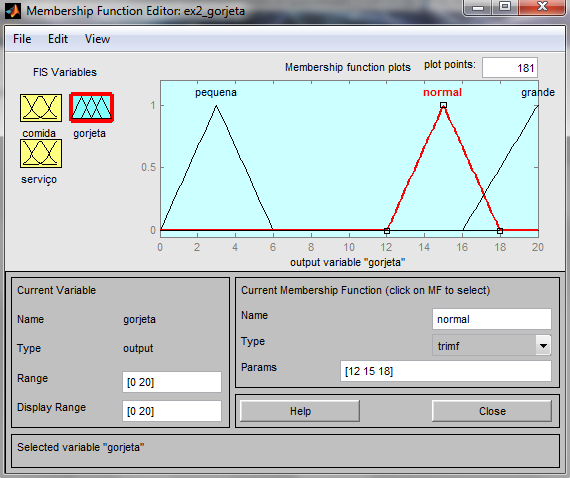 Membership Function Editor: ex2_gorjeta
File Edit View
FIS Variables
Membership function plots
plot points:
181
comida
gorjeta
serviço
pequena
normal
grande
1
0.5
0
0 2 4 6 8 10 12 14 16 18 20
output variable "gorjeta"
Current Variable
Name gorjeta
Type output
Range [0 20]
Display Range [0 20]
Current Membership Function (click on MF to select)
Name normal
Type trimf
Params [12 15 18]
Help Close
Selected variable "gorjeta"